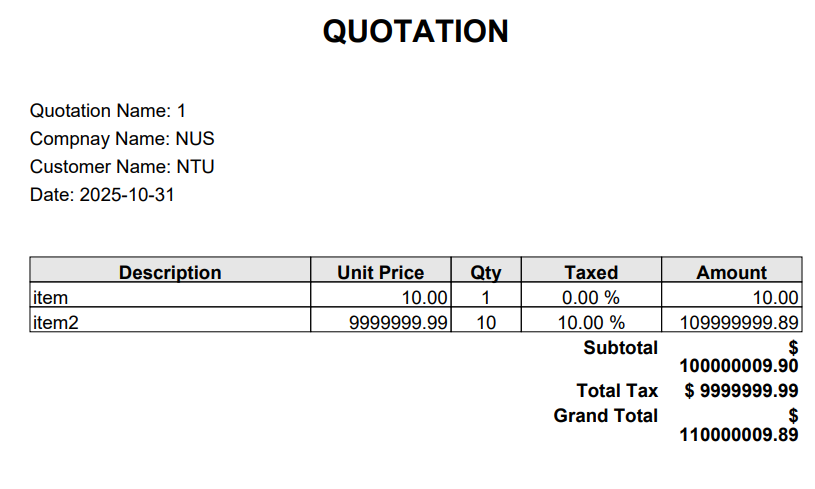 QUOTATION
Quotation Name: 1
Compnay Name: NUS
Customer Name: NTU
Date: 2025-10-31
Description Unit Price Qty Taxed Amount
item 10.00 1 0.00 % 10.00
item2 9999999.99 10 10.00 % 109999999.89
Subtotal $
100000009.90
Total Tax $ 9999999.99
Grand Total $
110000009.89